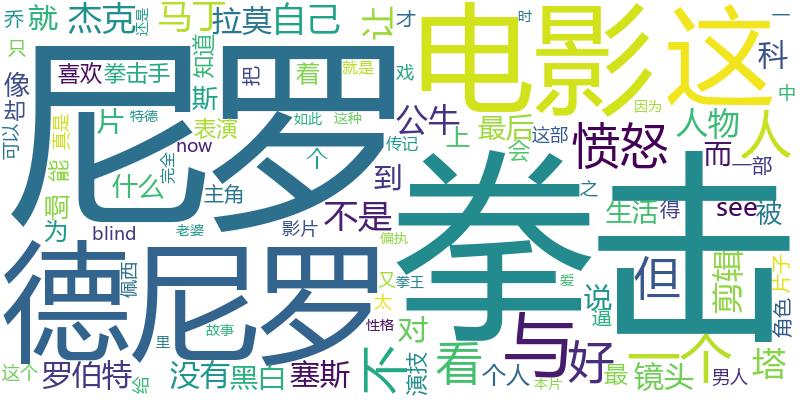 乔 就 杰克 还是 马丁 拉莫 自己 让 才 时 电影 这 一
只 尼罗 科
像 喜欢 拳击手 知道 把 着 就是 戏 中
却 斯 因为
可以 片 特德 如此 这种 公牛 最后 人物 人
真是 表演 now 个 传记 上 会 这部 愤怒 而 一部
能 完全 什么 主角 到 拳击 之 生活 得 see 被
为 blind 老婆 影片 不是 偏执
德尼罗 佩西 又 拳王 爱 说 但 剪辑 片子
故事 里 性格 太 对 与 逼 角色
这个 罗伯特 给 没有 黑白 塞斯 不 演技 看 个人 好 本片 最 一个 镜头 男人 塔